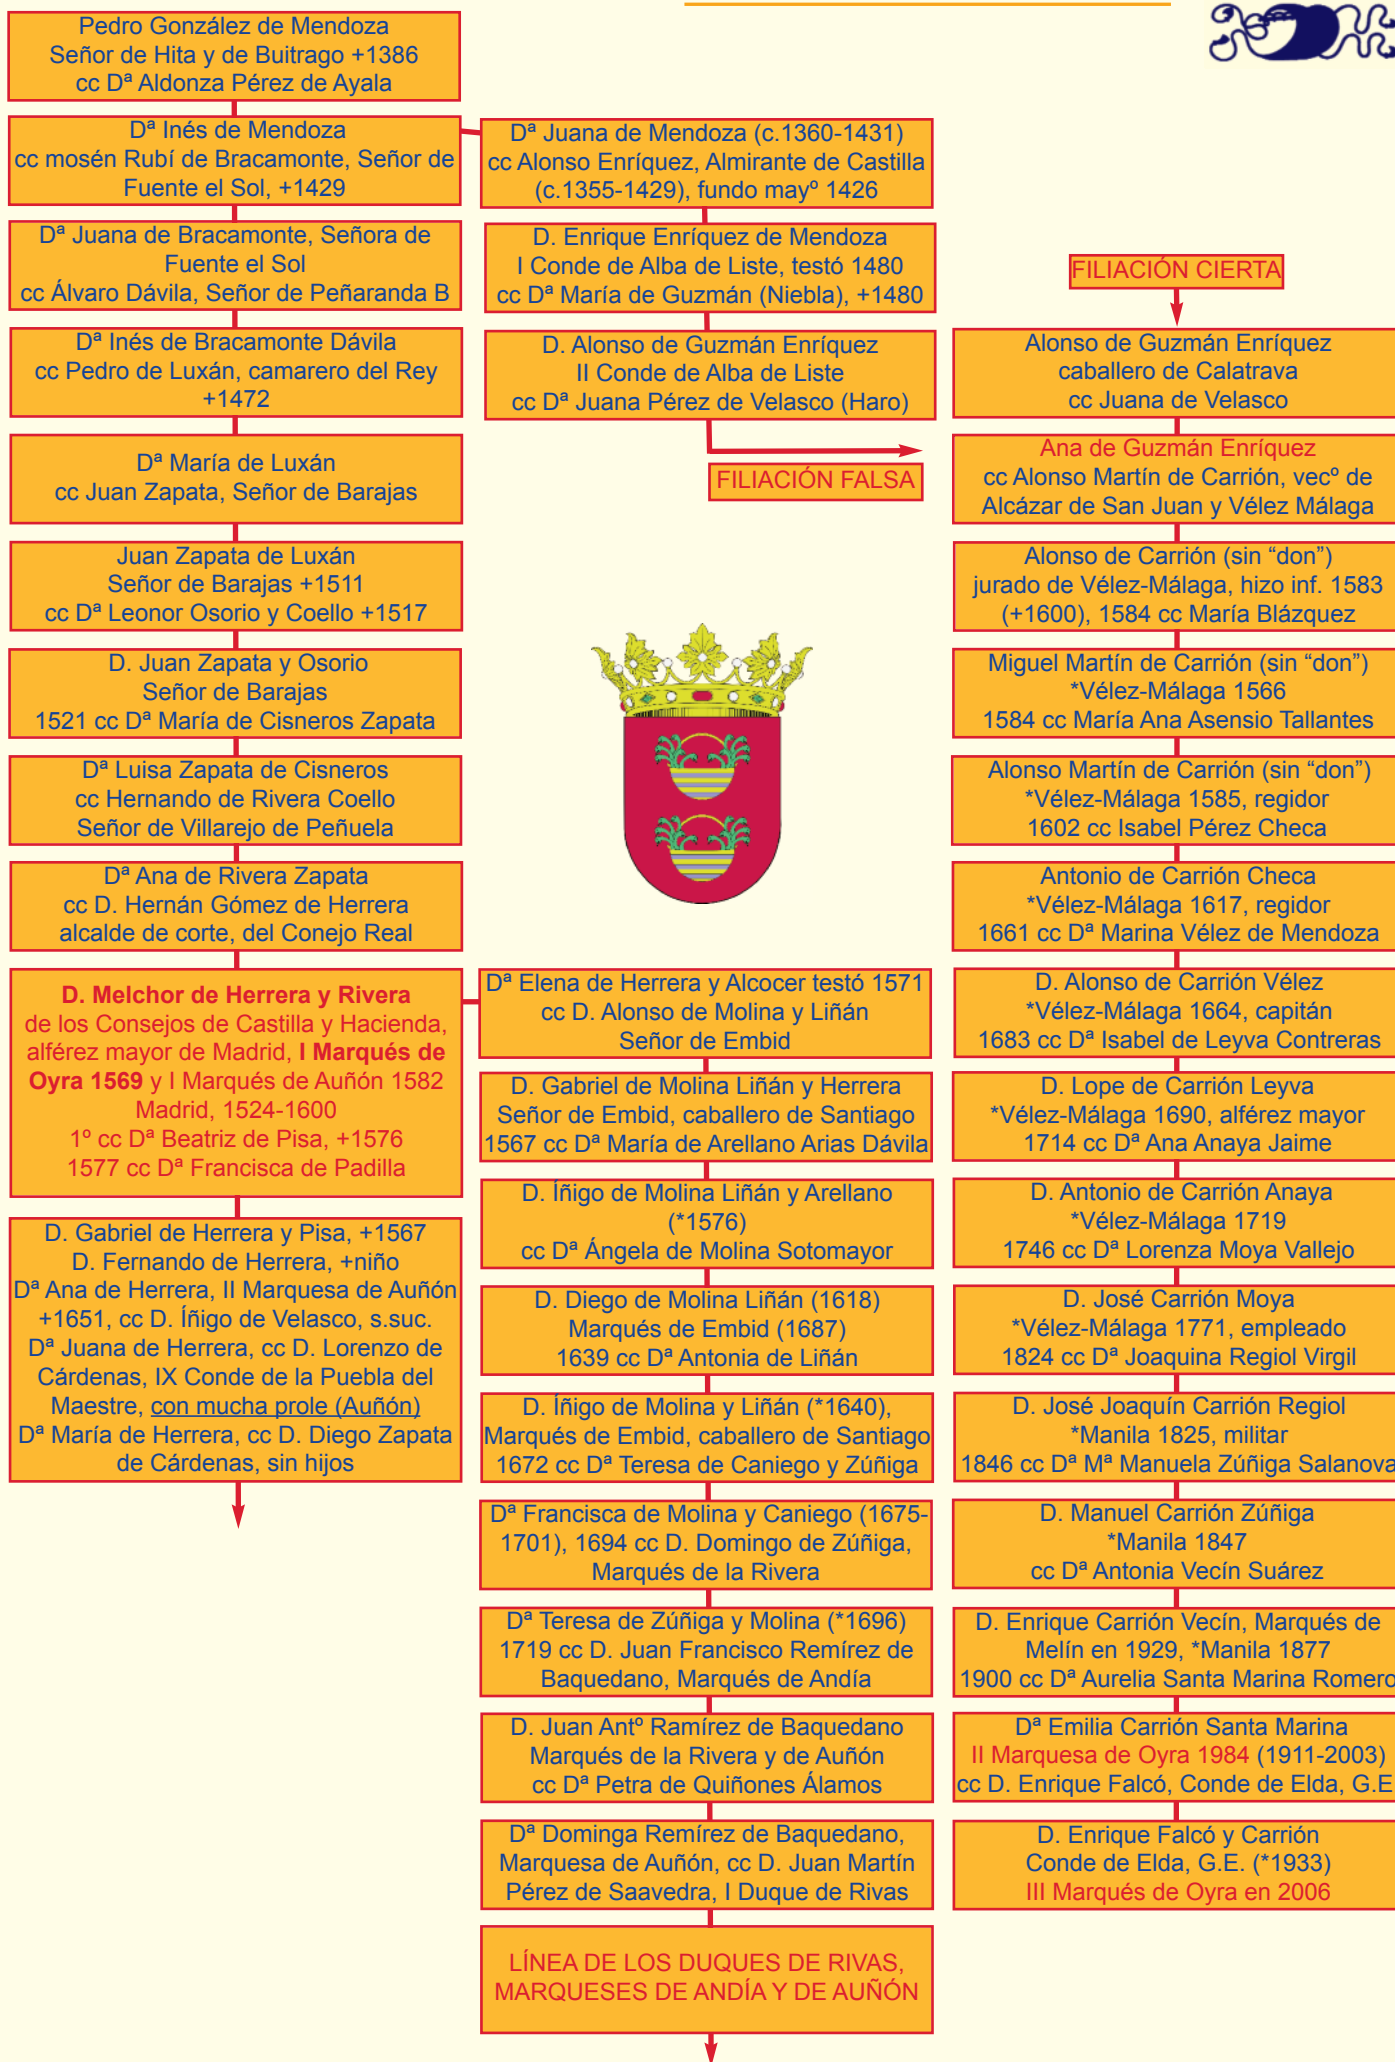 Pedro González de Mendoza
Señor de Hita y de Buitrago +1386
cc Dª Aldonza Pérez de Ayala
Dª Inés de Mendoza
cc mosén Rubí de Bracamonte, Señor de
Fuente el Sol, +1429
Dª Juana de Bracamonte, Señora de
Fuente el Sol
cc Álvaro Dávila, Señor de Peñaranda B
Dª Inés de Bracamonte Dávila
cc Pedro de Luxán, camarero del Rey
+1472
Dª María de Luxán
cc Juan Zapata, Señor de Barajas
Juan Zapata de Luxán
Señor de Barajas +1511
cc Dª Leonor Osorio y Coello +1517
D. Juan Zapata y Osorio
Señor de Barajas
1521 cc Dª María de Cisneros Zapata
Dª Luisa Zapata de Cisneros
cc Hernando de Rivera Coello
Señor de Villarejo de Peñuela
Dª Ana de Rivera Zapata
cc D. Hernán Gómez de Herrera
alcalde de corte, del Conejo Real
D. Melchor de Herrera y Rivera
de los Consejos de Castilla y Hacienda,
alférez mayor de Madrid, I Marqués de
Oyra 1569 y I Marqués de Auñón 1582
Madrid, 1524-1600
1º cc Dª Beatriz de Pisa, +1576
1577 cc Dª Francisca de Padilla
D. Gabriel de Herrera y Pisa, +1567
D. Fernando de Herrera, +niño
Dª Ana de Herrera, II Marquesa de Auñón
+1651, cc D. Íñigo de Velasco, s.suc.
Dª Juana de Herrera, cc D. Lorenzo de
Cárdenas, IX Conde de la Puebla del
Maestre, con mucha prole (Auñón)
Dª María de Herrera, cc D. Diego Zapata
de Cárdenas, sin hijos
Dª Juana de Mendoza (c.1360-1431)
cc Alonso Enríquez, Almirante de Castilla
(c.1355-1429), fundo mayº 1426
D. Enrique Enríquez de Mendoza
I Conde de Alba de Liste, testó 1480
cc Dª María de Guzmán (Niebla), +1480
D. Alonso de Guzmán Enríquez
II Conde de Alba de Liste
cc Dª Juana Pérez de Velasco (Haro)
FILIACIÓN FALSA
Dª Elena de Herrera y Alcocer testó 1571
cc D. Alonso de Molina y Liñán
Señor de Embid
D. Gabriel de Molina Liñán y Herrera
Señor de Embid, caballero de Santiago
1567 cc Dª María de Arellano Arias Dávila
D. Íñigo de Molina Liñán y Arellano
(*1576)
cc Dª Ángela de Molina Sotomayor
D. Diego de Molina Liñán (1618)
Marqués de Embid (1687)
1639 cc Dª Antonia de Liñán
D. Íñigo de Molina y Liñán (*1640),
Marqués de Embid, caballero de Santiago
1672 cc Dª Teresa de Caniego y Zúñiga
Dª Francisca de Molina y Caniego (1675-
1701), 1694 cc D. Domingo de Zúñiga,
Marqués de la Rivera
Dª Teresa de Zúñiga y Molina (*1696)
1719 cc D. Juan Francisco Remírez de
Baquedano, Marqués de Andía
D. Juan Antº Ramírez de Baquedano
Marqués de la Rivera y de Auñón
cc Dª Petra de Quiñones Álamos
Dª Dominga Remírez de Baquedano,
Marquesa de Auñón, cc D. Juan Martín
Pérez de Saavedra, I Duque de Rivas
LÍNEA DE LOS DUQUES DE RIVAS,
MARQUESES DE ANDÍA Y DE AUÑÓN
FILIACIÓN CIERTA
Alonso de Guzmán Enríquez
caballero de Calatrava
cc Juana de Velasco
Ana de Guzmán Enríquez
cc Alonso Martín de Carrión, vecº de
Alcázar de San Juan y Vélez Málaga
Alonso de Carrión (sin “don”)
jurado de Vélez-Málaga, hizo inf. 1583
(+1600), 1584 cc María Blázquez
Miguel Martín de Carrión (sin “don”)
*Vélez-Málaga 1566
1584 cc María Ana Asensio Tallantes
Alonso Martín de Carrión (sin “don”)
*Vélez-Málaga 1585, regidor
1602 cc Isabel Pérez Checa
Antonio de Carrión Checa
*Vélez-Málaga 1617, regidor
1661 cc Dª Marina Vélez de Mendoza
D. Alonso de Carrión Vélez
*Vélez-Málaga 1664, capitán
1683 cc Dª Isabel de Leyva Contreras
D. Lope de Carrión Leyva
*Vélez-Málaga 1690, alférez mayor
1714 cc Dª Ana Anaya Jaime
D. Antonio de Carrión Anaya
*Vélez-Málaga 1719
1746 cc Dª Lorenza Moya Vallejo
D. José Carrión Moya
*Vélez-Málaga 1771, empleado
1824 cc Dª Joaquina Regiol Virgil
D. José Joaquín Carrión Regiol
*Manila 1825, militar
1846 cc Dª Mª Manuela Zúñiga Salanova
D. Manuel Carrión Zúñiga
*Manila 1847
cc Dª Antonia Vecín Suárez
D. Enrique Carrión Vecín, Marqués de
Melín en 1929, *Manila 1877
1900 cc Dª Aurelia Santa Marina Romero
Dª Emilia Carrión Santa Marina
II Marquesa de Oyra 1984 (1911-2003)
cc D. Enrique Falcó, Conde de Elda, G.E
D. Enrique Falcó y Carrión
Conde de Elda, G.E. (*1933)
III Marqués de Oyra en 2006